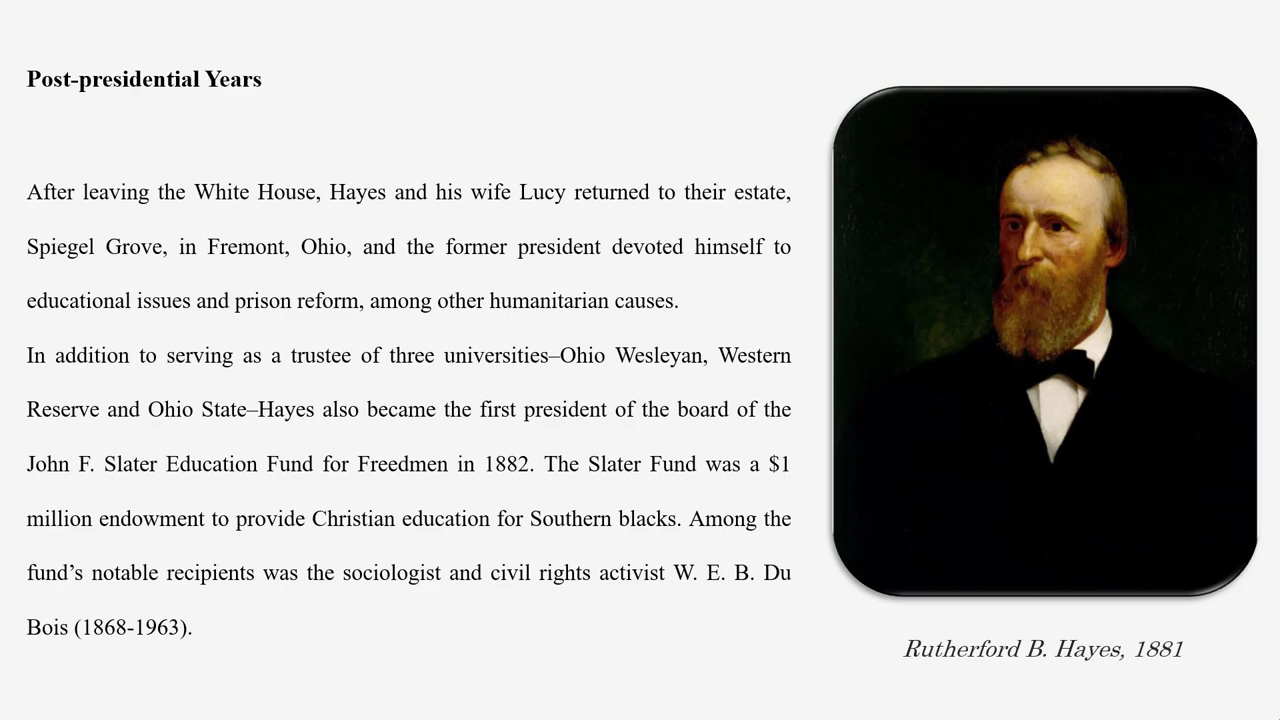 Post-presidential Years
After leaving the White House, Hayes and his wife Lucy returned to their estate,
Spiegel Grove, in Fremont, Ohio, and the former president devoted himself to
educational issues and prison reform, among other humanitarian causes.
In addition to serving as a trustee of three universities–Ohio Wesleyan, Western
Reserve and Ohio State–Hayes also became the first president of the board of the
John F. Slater Education Fund for Freedmen in 1882. The Slater Fund was a $1
million endowment to provide Christian education for Southern blacks. Among the
fund’s notable recipients was the sociologist and civil rights activist W. E. B. Du
Bois (1868-1963).
Rutherford B. Hayes, 1881